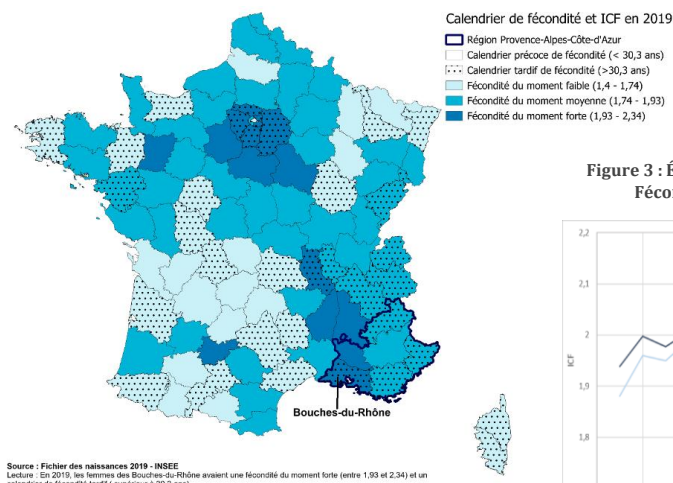 Calendrier de fécondité et ICF en 2019
Région Provence-Alpes-Côte-d'Azur
Calendrier précoce de fécondité (< 30,3 ans)
Calendrier tardif de fécondité (>30,3 ans)
Fécondité du moment faible (1,4 - 1,74)
Fécondité du moment moyenne (1,74 - 1,93)
Fécondité du moment forte (1,93 - 2,34)
Figure 3 : É
Fécon
2,2
2,1
2
ICF
1,9
1,8
Bouches-du-Rhône
Source : Fichier des naissances 2019 - INSEE
Lecture : En 2019, les femmes des Bouches-du-Rhône avaient une fécondité du moment forte (entre 1,93 et 2,34) et un